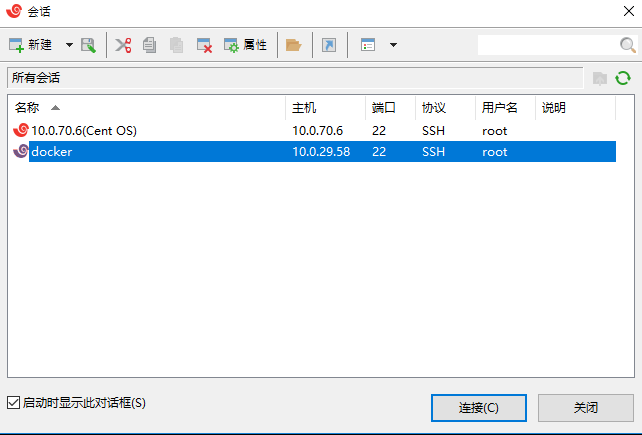 会话
新建 属性
所有会话
名称 主机 端口 协议 用户名 说明
10.0.70.6(Cent OS) 10.0.70.6 22 SSH root
docker 10.0.29.58 22 SSH root
启动时显示此对话框(S) 连接(C) 关闭